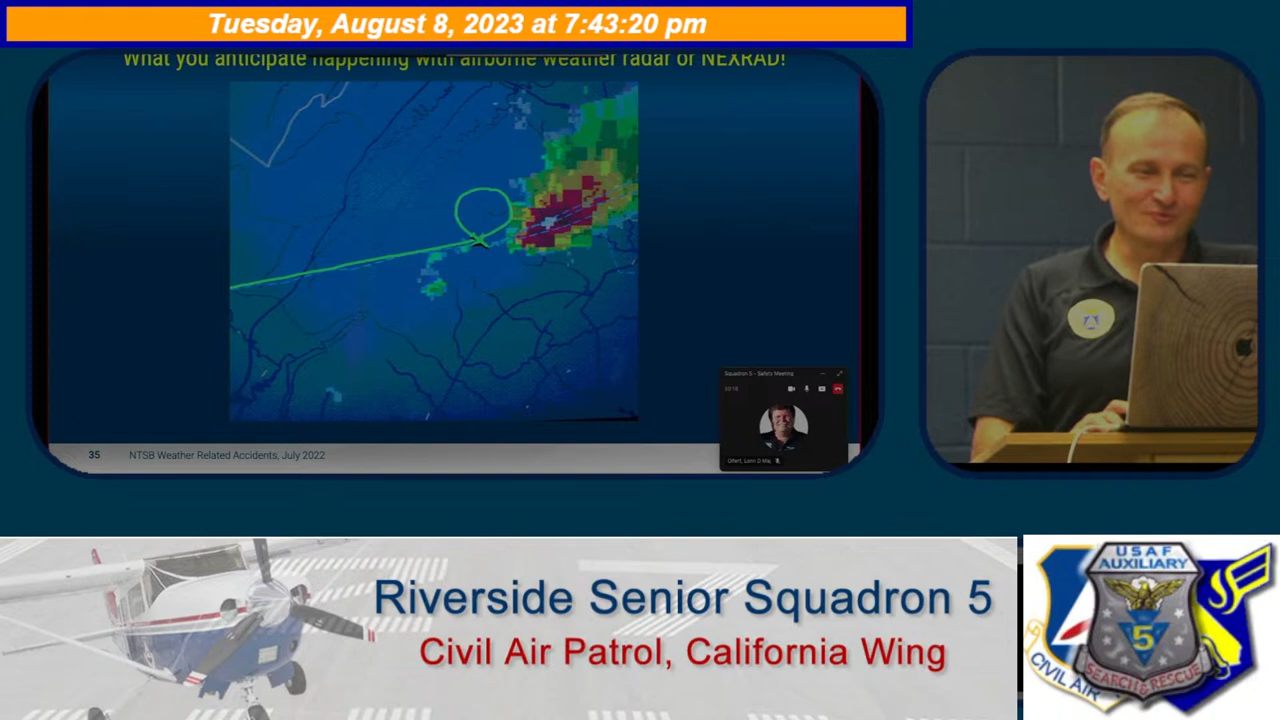 Tuesday, August 8, 2023 at 7:43:20 pm
What you anticipate happening with airborne weather radar or NEXRAD!
Squadron 5 - Safety Meeting
35
NTSB Weather Related Accidents, July 2022
Riverside Senior Squadron 5
Civil Air Patrol, California Wing
USAF
AUXILIARY
5
SEARCH & RESCUE
CIVIL AIR